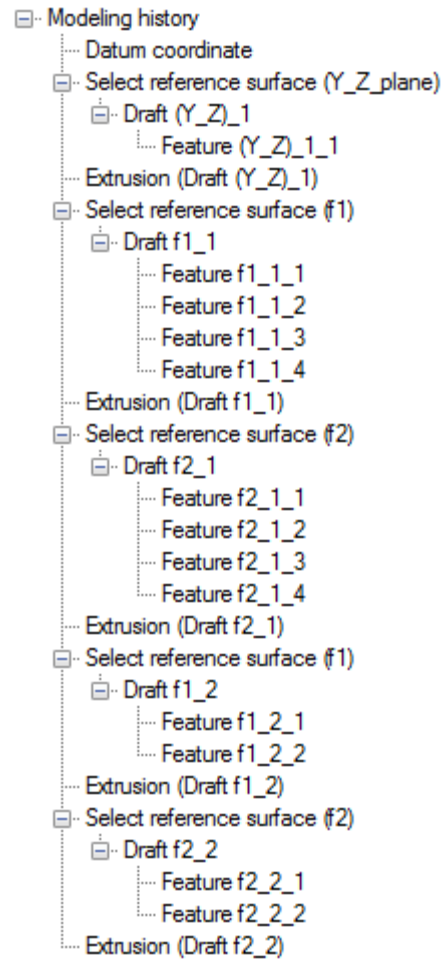 Modeling history
Datum coordinate
Select reference surface (Y_Z_plane)
Draft (Y_Z)_1
Feature (Y_Z)_1_1
Extrusion (Draft (Y_Z)_1)
Select reference surface (f1)
Draft f1_1
Feature f1_1_1
Feature f1_1_2
Feature f1_1_3
Feature f1_1_4
Extrusion (Draft f1_1)
Select reference surface (f2)
Draft f2_1
Feature f2_1_1
Feature f2_1_2
Feature f2_1_3
Feature f2_1_4
Extrusion (Draft f2_1)
Select reference surface (f1)
Draft f1_2
Feature f1_2_1
Feature f1_2_2
Extrusion (Draft f1_2)
Select reference surface (f2)
Draft f2_2
Feature f2_2_1
Feature f2_2_2
Extrusion (Draft f2_2)